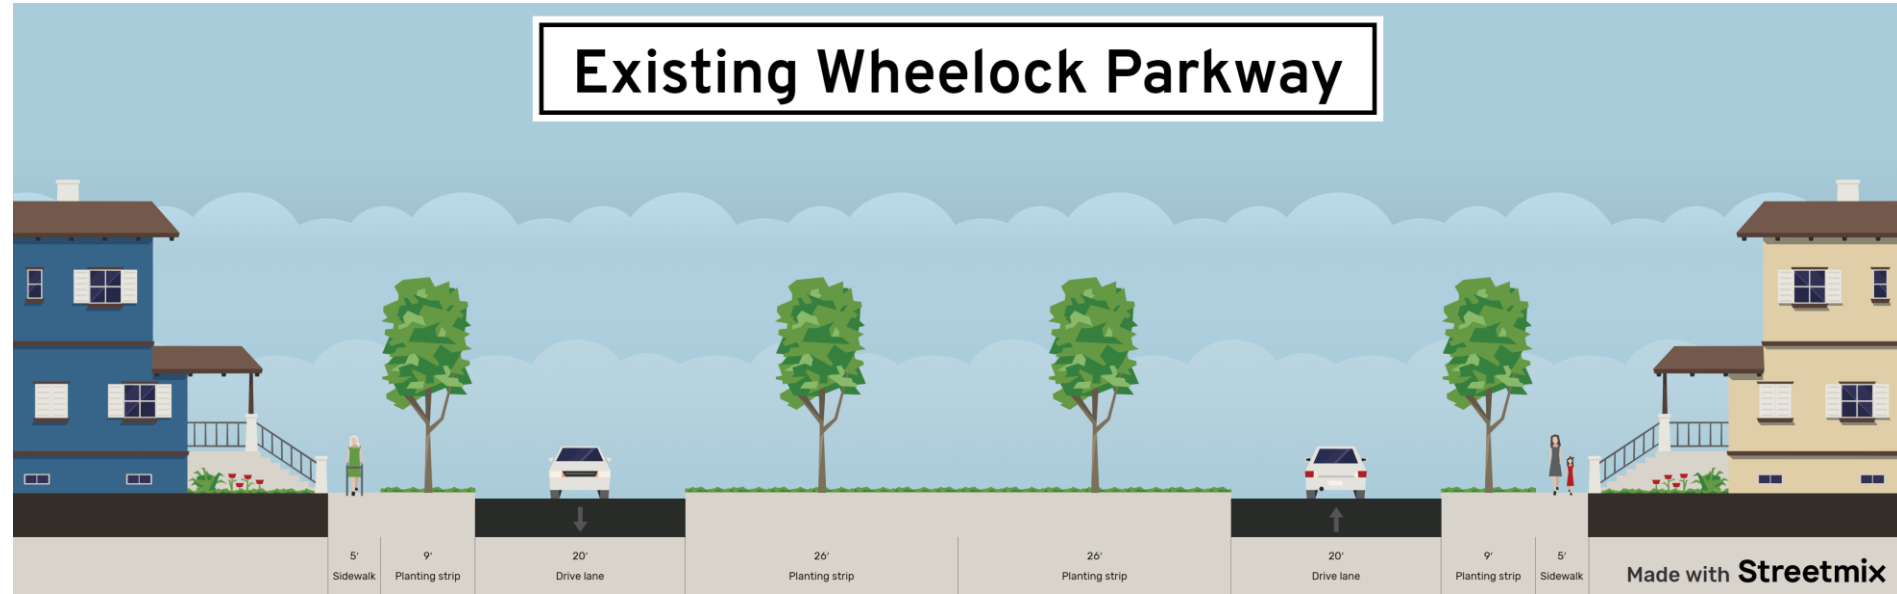 Existing Wheelock Parkway
5' 9' 20' 26' 26' 20' 9' 5'
Sidewalk Planting strip Drive lane Planting strip Planting strip Drive lane Planting strip Sidewalk
Made with Streetmix